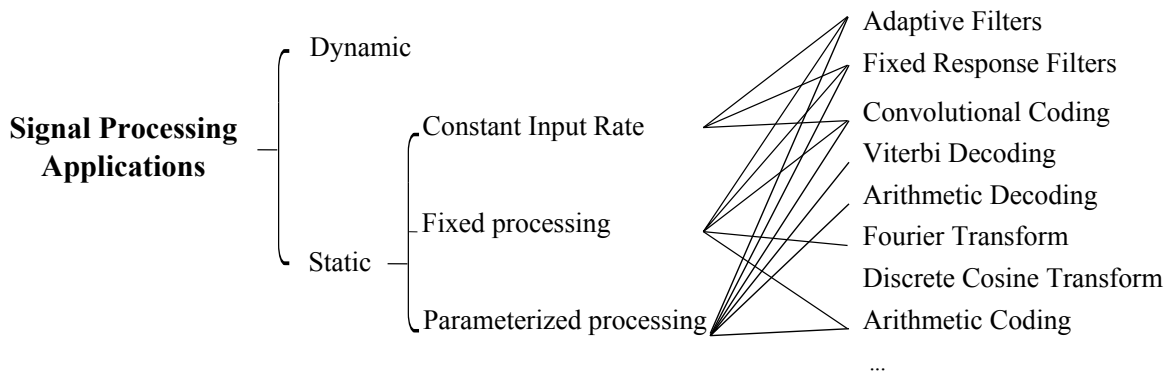 Signal Processing
Applications
Dynamic
Static
Constant Input Rate
Fixed processing
Parameterized processing
Adaptive Filters
Fixed Response Filters
Convolutional Coding
Viterbi Decoding
Arithmetic Decoding
Fourier Transform
Discrete Cosine Transform
Arithmetic Coding
...